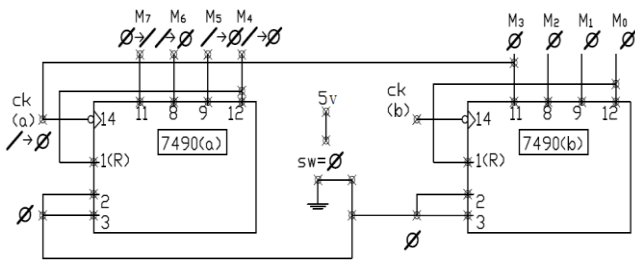 M7 M6 M5 M4 M3 M2 M1 M0
Ø→/ /→Ø /→Ø /→Ø Ø Ø Ø Ø
ck
(a)
/→Ø
14
11 8 9 12
7490(a)
1(R)
2
3
Ø
5v
sw=Ø
ck
(b)
14
11 8 9 12
7490(b)
1(R)
2
3
Ø